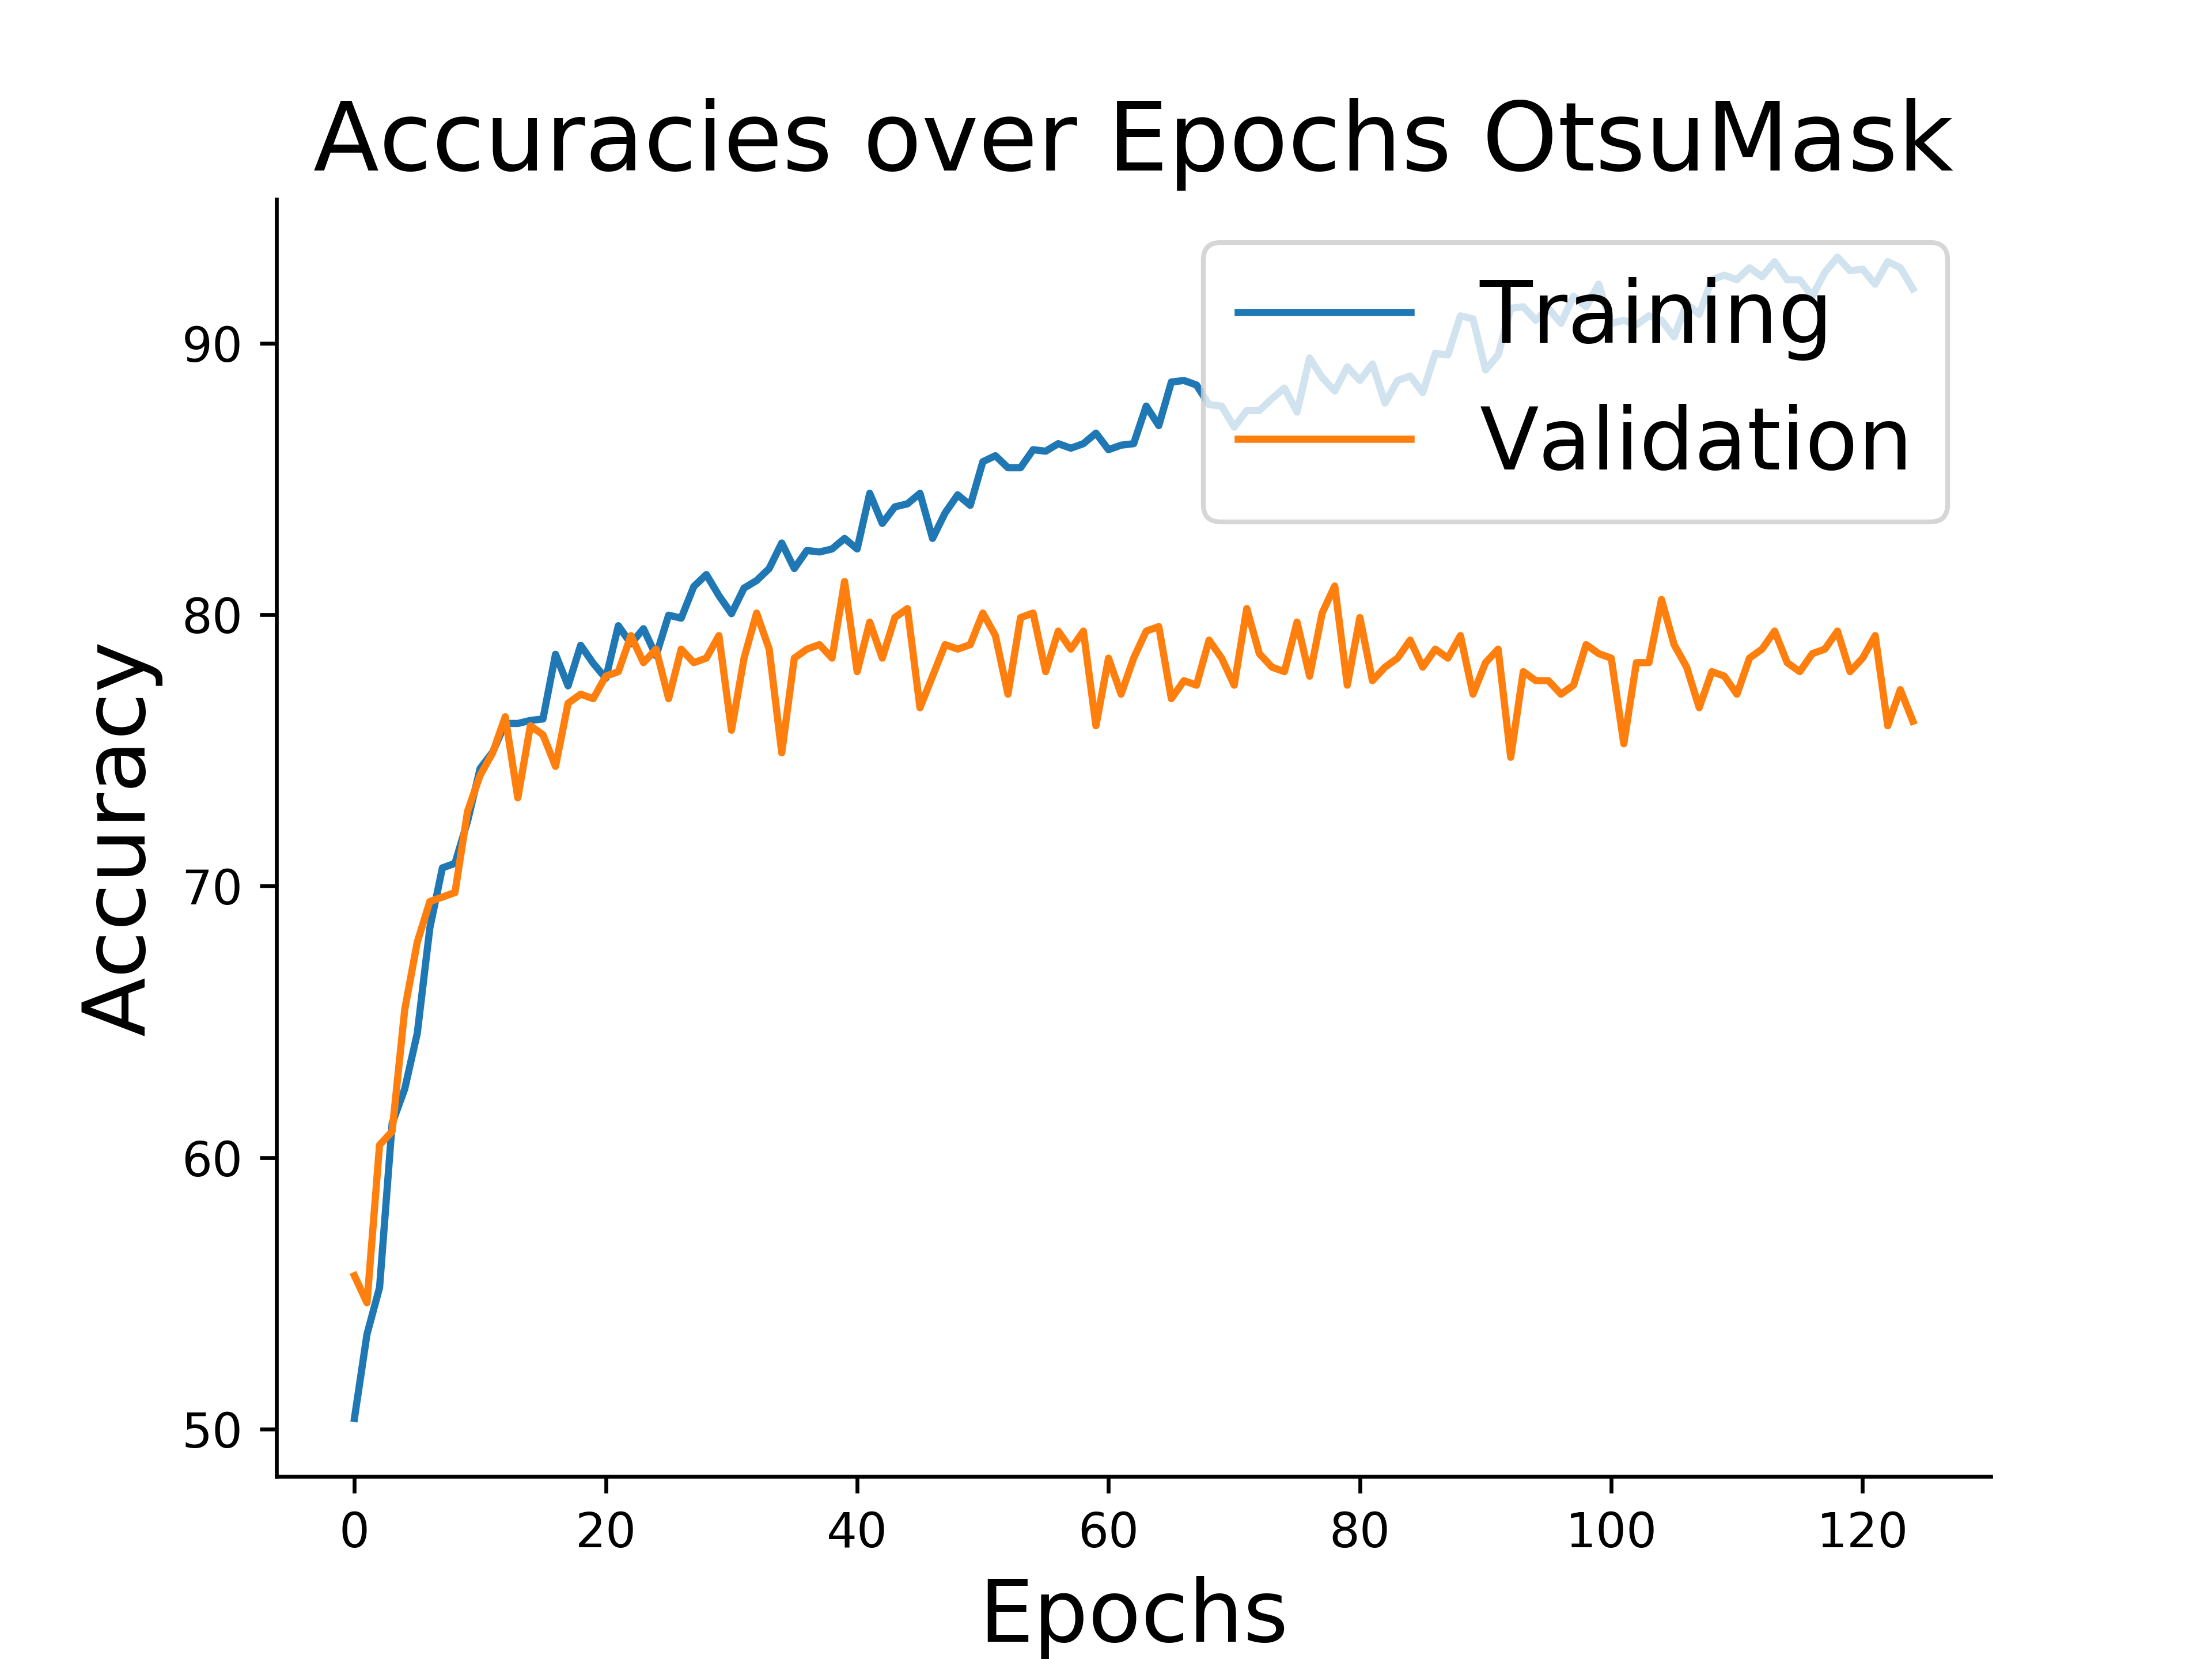 Accuracies over Epochs OtsuMask
Training
Validation
Accuracy
90
80
70
60
50
0 20 40 60 80 100 120
Epochs